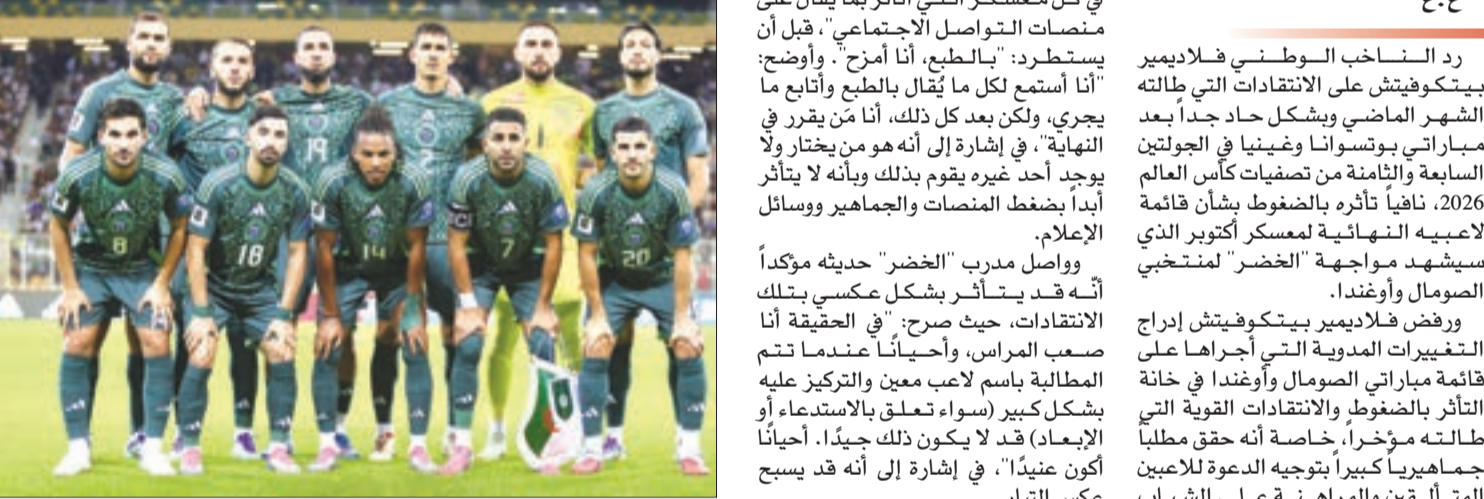 رد الـنـاخب الـوطـنـي فـلاديمير
بيتكوفيتش على الانتقادات التي طالته
الشهر الماضي وبشكل حاد جداً بعد
مباراتي بوتسوانا وغينيا في الجولتين
السابعة والثامنة من تصفيات كأس العالم
2026، نافياً تأثره بالضغوط بشأن قائمة
لاعبيه النهائية لمعسكر أكتوبر الذي
سيشهد مواجهة "الخضر" لمنتخبي
الصومال وأوغندا.
ورفض فلاديمير بيتكوفيتش إدراج
التغييرات المدوية التي أجراها على
قائمة مباراتي الصومال وأوغندا في خانة
التأثر بالضغوط والانتقادات القوية التي
طالته مؤخراً، خاصة أنه حقق مطلباً
جماهيرياً كبيراً بتوجيه الدعوة للاعبين
منصات التواصل الاجتماعي"، قبل أن
يستطرد: "بالطبع، أنا أمزح". وأوضح:
"أنا أستمع لكل ما يُقال بالطبع وأتابع ما
يجري، ولكن بعد كل ذلك، أنا مَن يقرر في
النهاية"، في إشارة إلى أنه هو من يختار ولا
يوجد أحد غيره يقوم بذلك وبأنه لا يتأثر
أبداً بضغط المنصات والجماهير ووسائل
الإعلام.
وواصل مدرب "الخضر" حديثه مؤكداً
أنّه قد يتأثر بشكل عكسي بتلك
الانتقادات، حيث صرح: "في الحقيقة أنا
صعب المراس، وأحيانًا عندما تتم
المطالبة باسم لاعب معين والتركيز عليه
بشكل كبير (سواء تعلق بالاستدعاء أو
الإبعاد) قد لا يكون ذلك جيدًا. أحيانًا
أكون عنيدًا"، في إشارة إلى أنه قد يسبح
عكس التيار
19
2
8
18
14
7
20